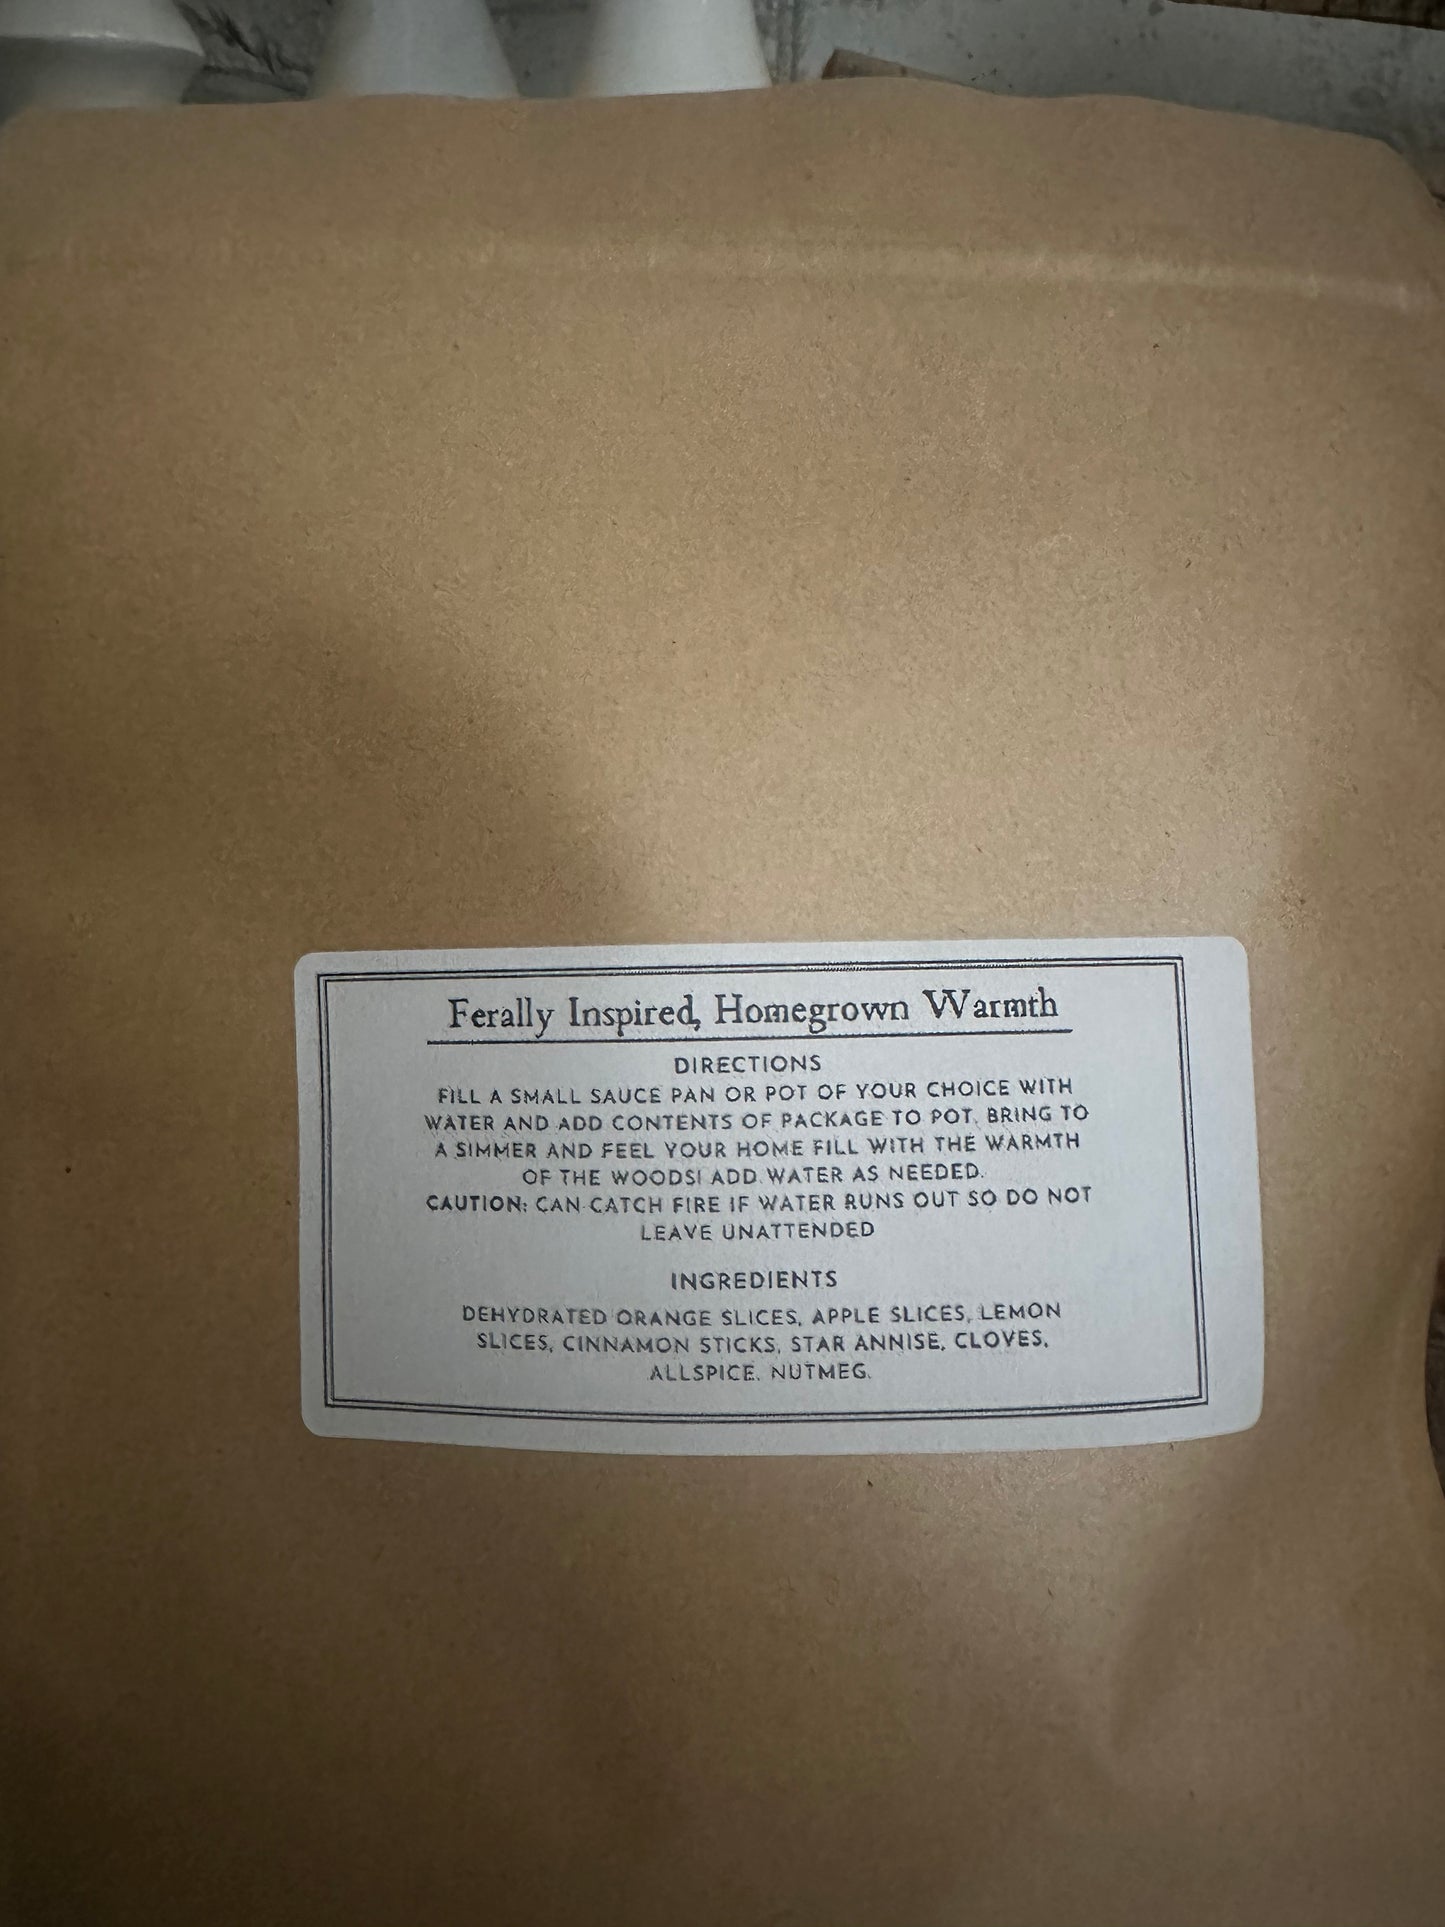 Ferally Inspired, Homegrown Warmth
DIRECTIONS
FILL A SMALL SAUCE PAN OR POT OF YOUR CHOICE WITH
WATER AND ADD CONTENTS OF PACKAGE TO POT. BRING TO
A SIMMER AND FEEL YOUR HOME FILL WITH THE WARMTH
OF THE WOODS! ADD WATER AS NEEDED.
CAUTION: CAN CATCH FIRE IF WATER RUNS OUT SO DO NOT
LEAVE UNATTENDED
INGREDIENTS
DEHYDRATED ORANGE SLICES, APPLE SLICES, LEMON
SLICES, CINNAMON STICKS, STAR ANNISE, CLOVES,
ALLSPICE, NUTMEG.